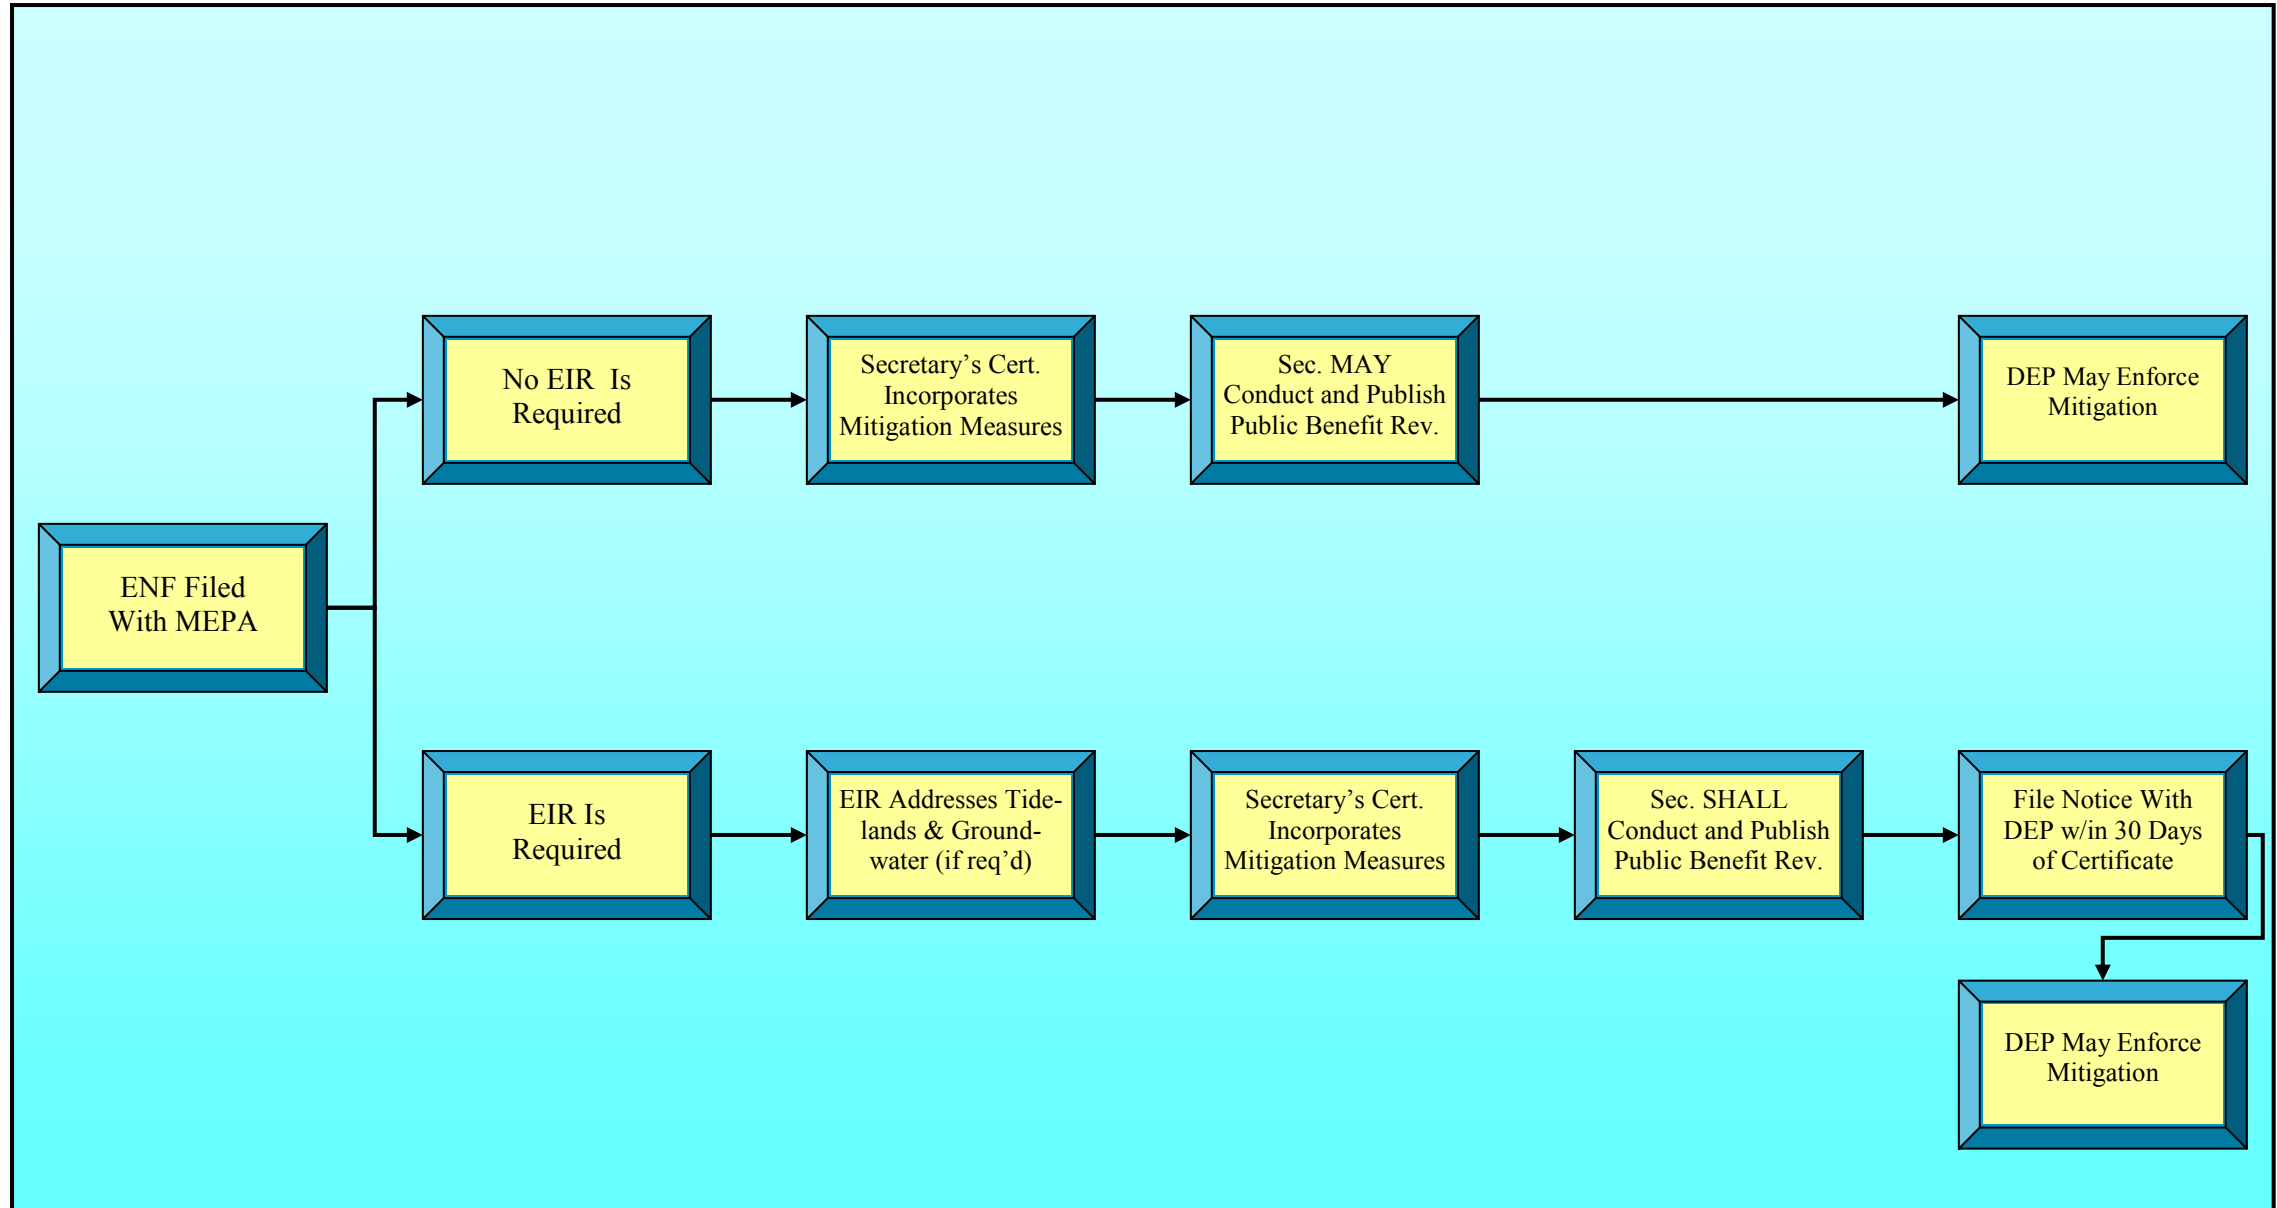 ENF Filed
With MEPA
No EIR Is
Required
Secretary’s Cert.
Incorporates
Mitigation Measures
Sec. MAY
Conduct and Publish
Public Benefit Rev.
DEP May Enforce
Mitigation
EIR Is
Required
EIR Addresses Tide-
lands & Ground-
water (if req’d)
Secretary’s Cert.
Incorporates
Mitigation Measures
Sec. SHALL
Conduct and Publish
Public Benefit Rev.
File Notice With
DEP w/in 30 Days
of Certificate
DEP May Enforce
Mitigation